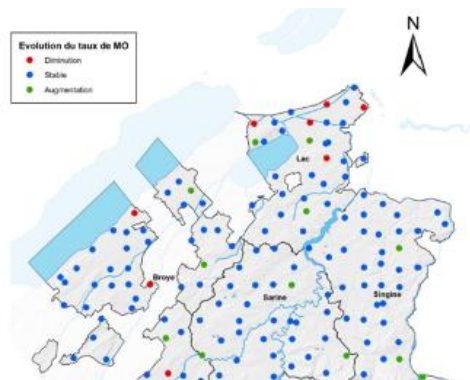 Evolution du taux de MO
Diminution
Stable
Augmentation
N
Lac
Broye
Sarine
Singine